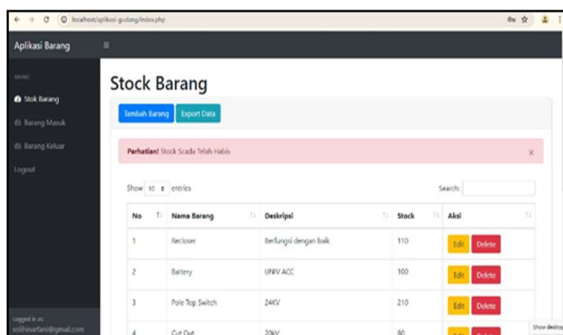 localhost/aplikasi-gudang/index.php
Aplikasi Barang
MENU
Stok Barang
Barang Masuk
Barang Keluar
Logout
Stock Barang
Tambah Barang Export Data
Perhatian! Stock Scada Telah Habis ×
Show 10 entries Search:
No Nama Barang Deskripsi Stock Aksi
1 Recloser Berfungsi dengan baik 110 Edit Delete
2 Battery UNIV ACC 100 Edit Delete
3 Pole Top Switch 24KV 210 Edit Delete
4 Cut Out 20kV 80
Logged in as:
Show desktop